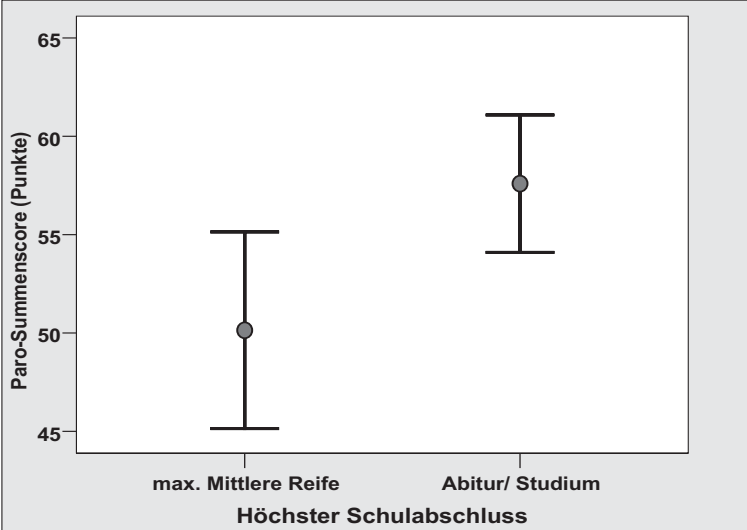 Paro-Summenscore (Punkte)
65
60
55
50
45
max. Mittlere Reife
Abitur/ Studium
Höchster Schulabschluss